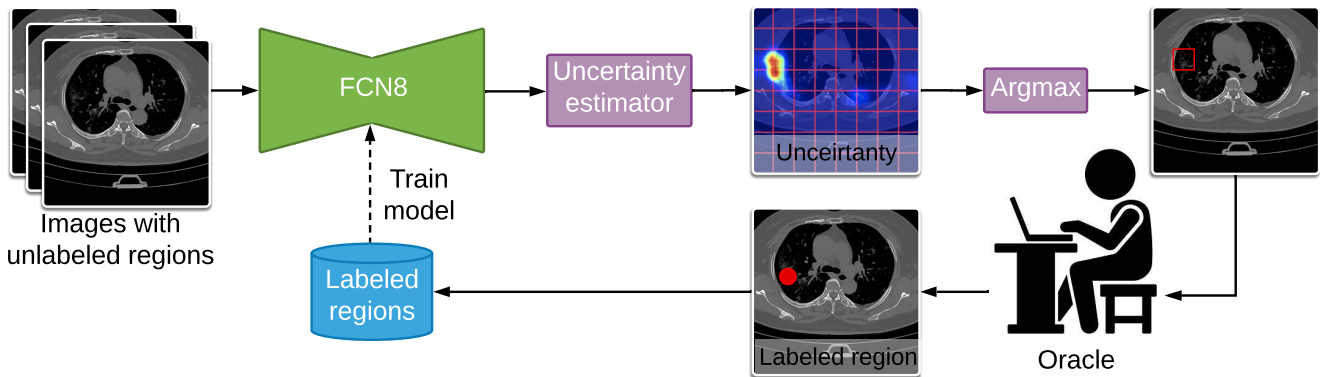 Images with
unlabeled regions
FCN8
Uncertainty
estimator
Unceirtanty
Argmax
Train
model
Labeled
regions
Labeled region
Oracle